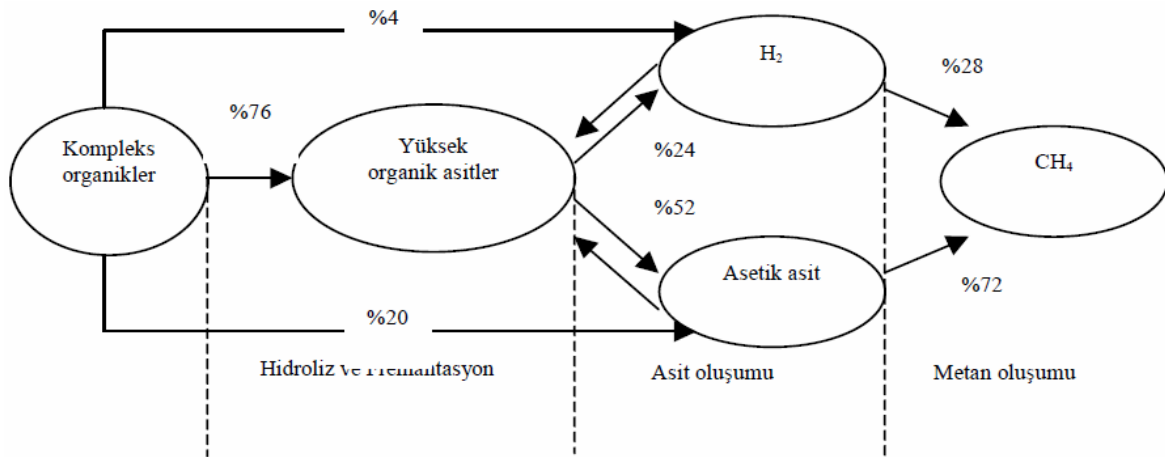 %4
H₂
%28
%76
Kompleks
organikler
Yüksek
organik asitler
%24
CH₄
%52
Asetik asit
%72
%20
Hidroliz ve
Asit oluşumu
Metan oluşumu